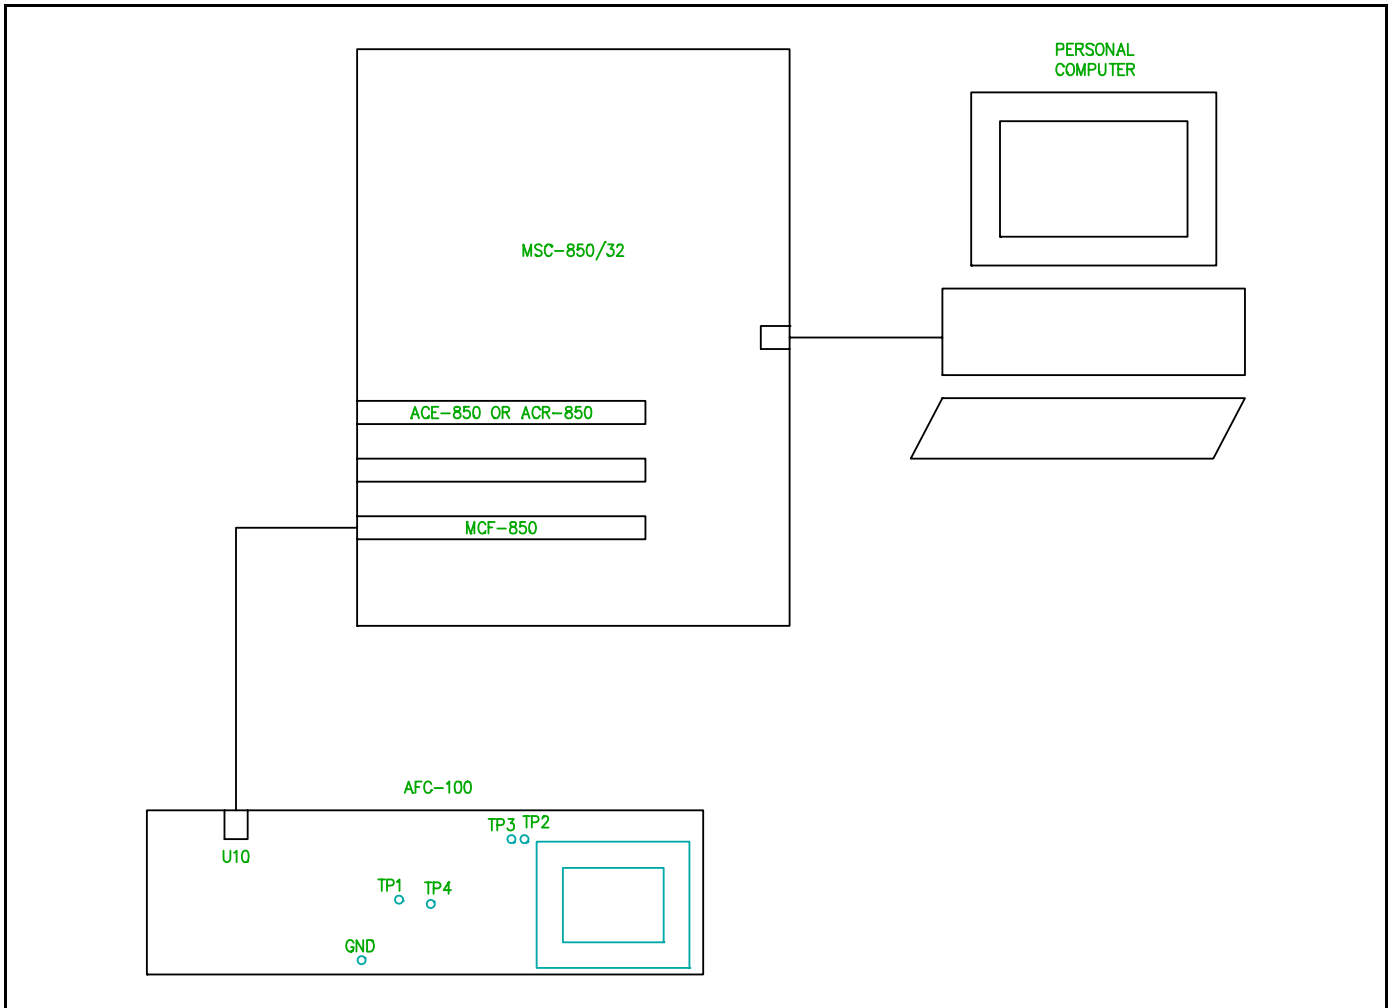 PERSONAL
COMPUTER
MSC-850/32
ACE-850 OR ACR-850
MCF-850
AFC-100
TP3 TP2
U10
TP1 TP4
GND